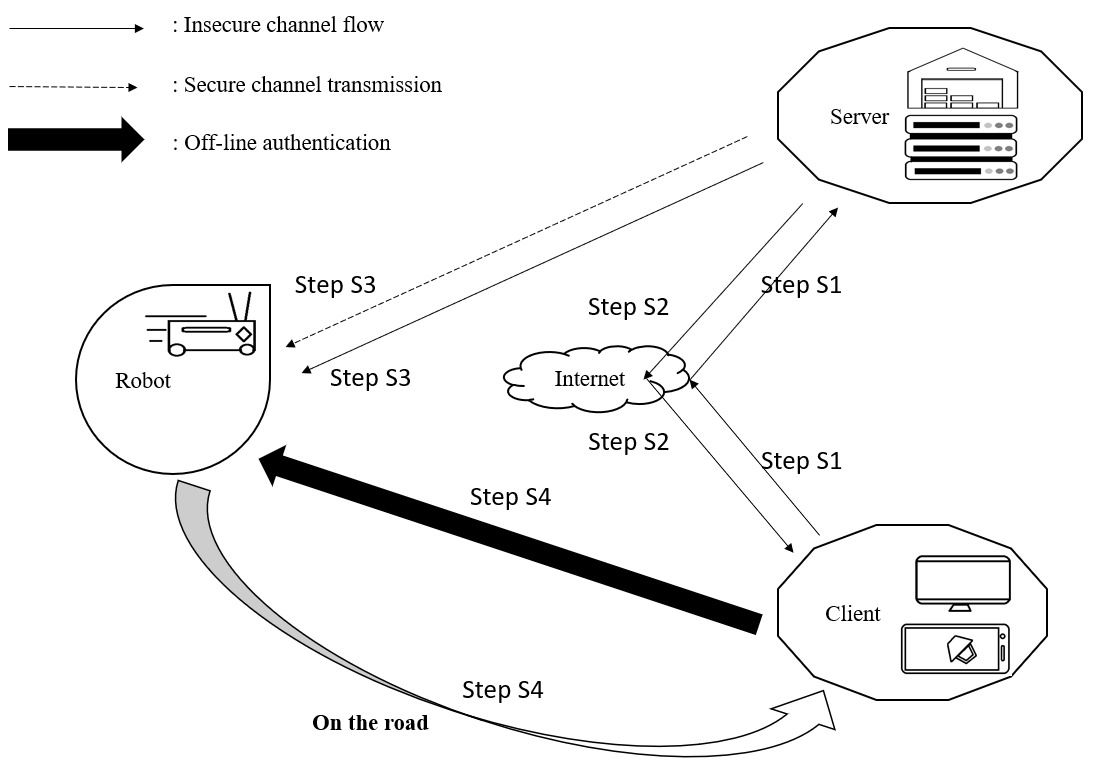 : Insecure channel flow
: Secure channel transmission
: Off-line authentication
Server
Step S3
Step S1
Step S2
Step S3
Internet
Robot
Step S2
Step S1
Step S4
Client
Step S4
On the road